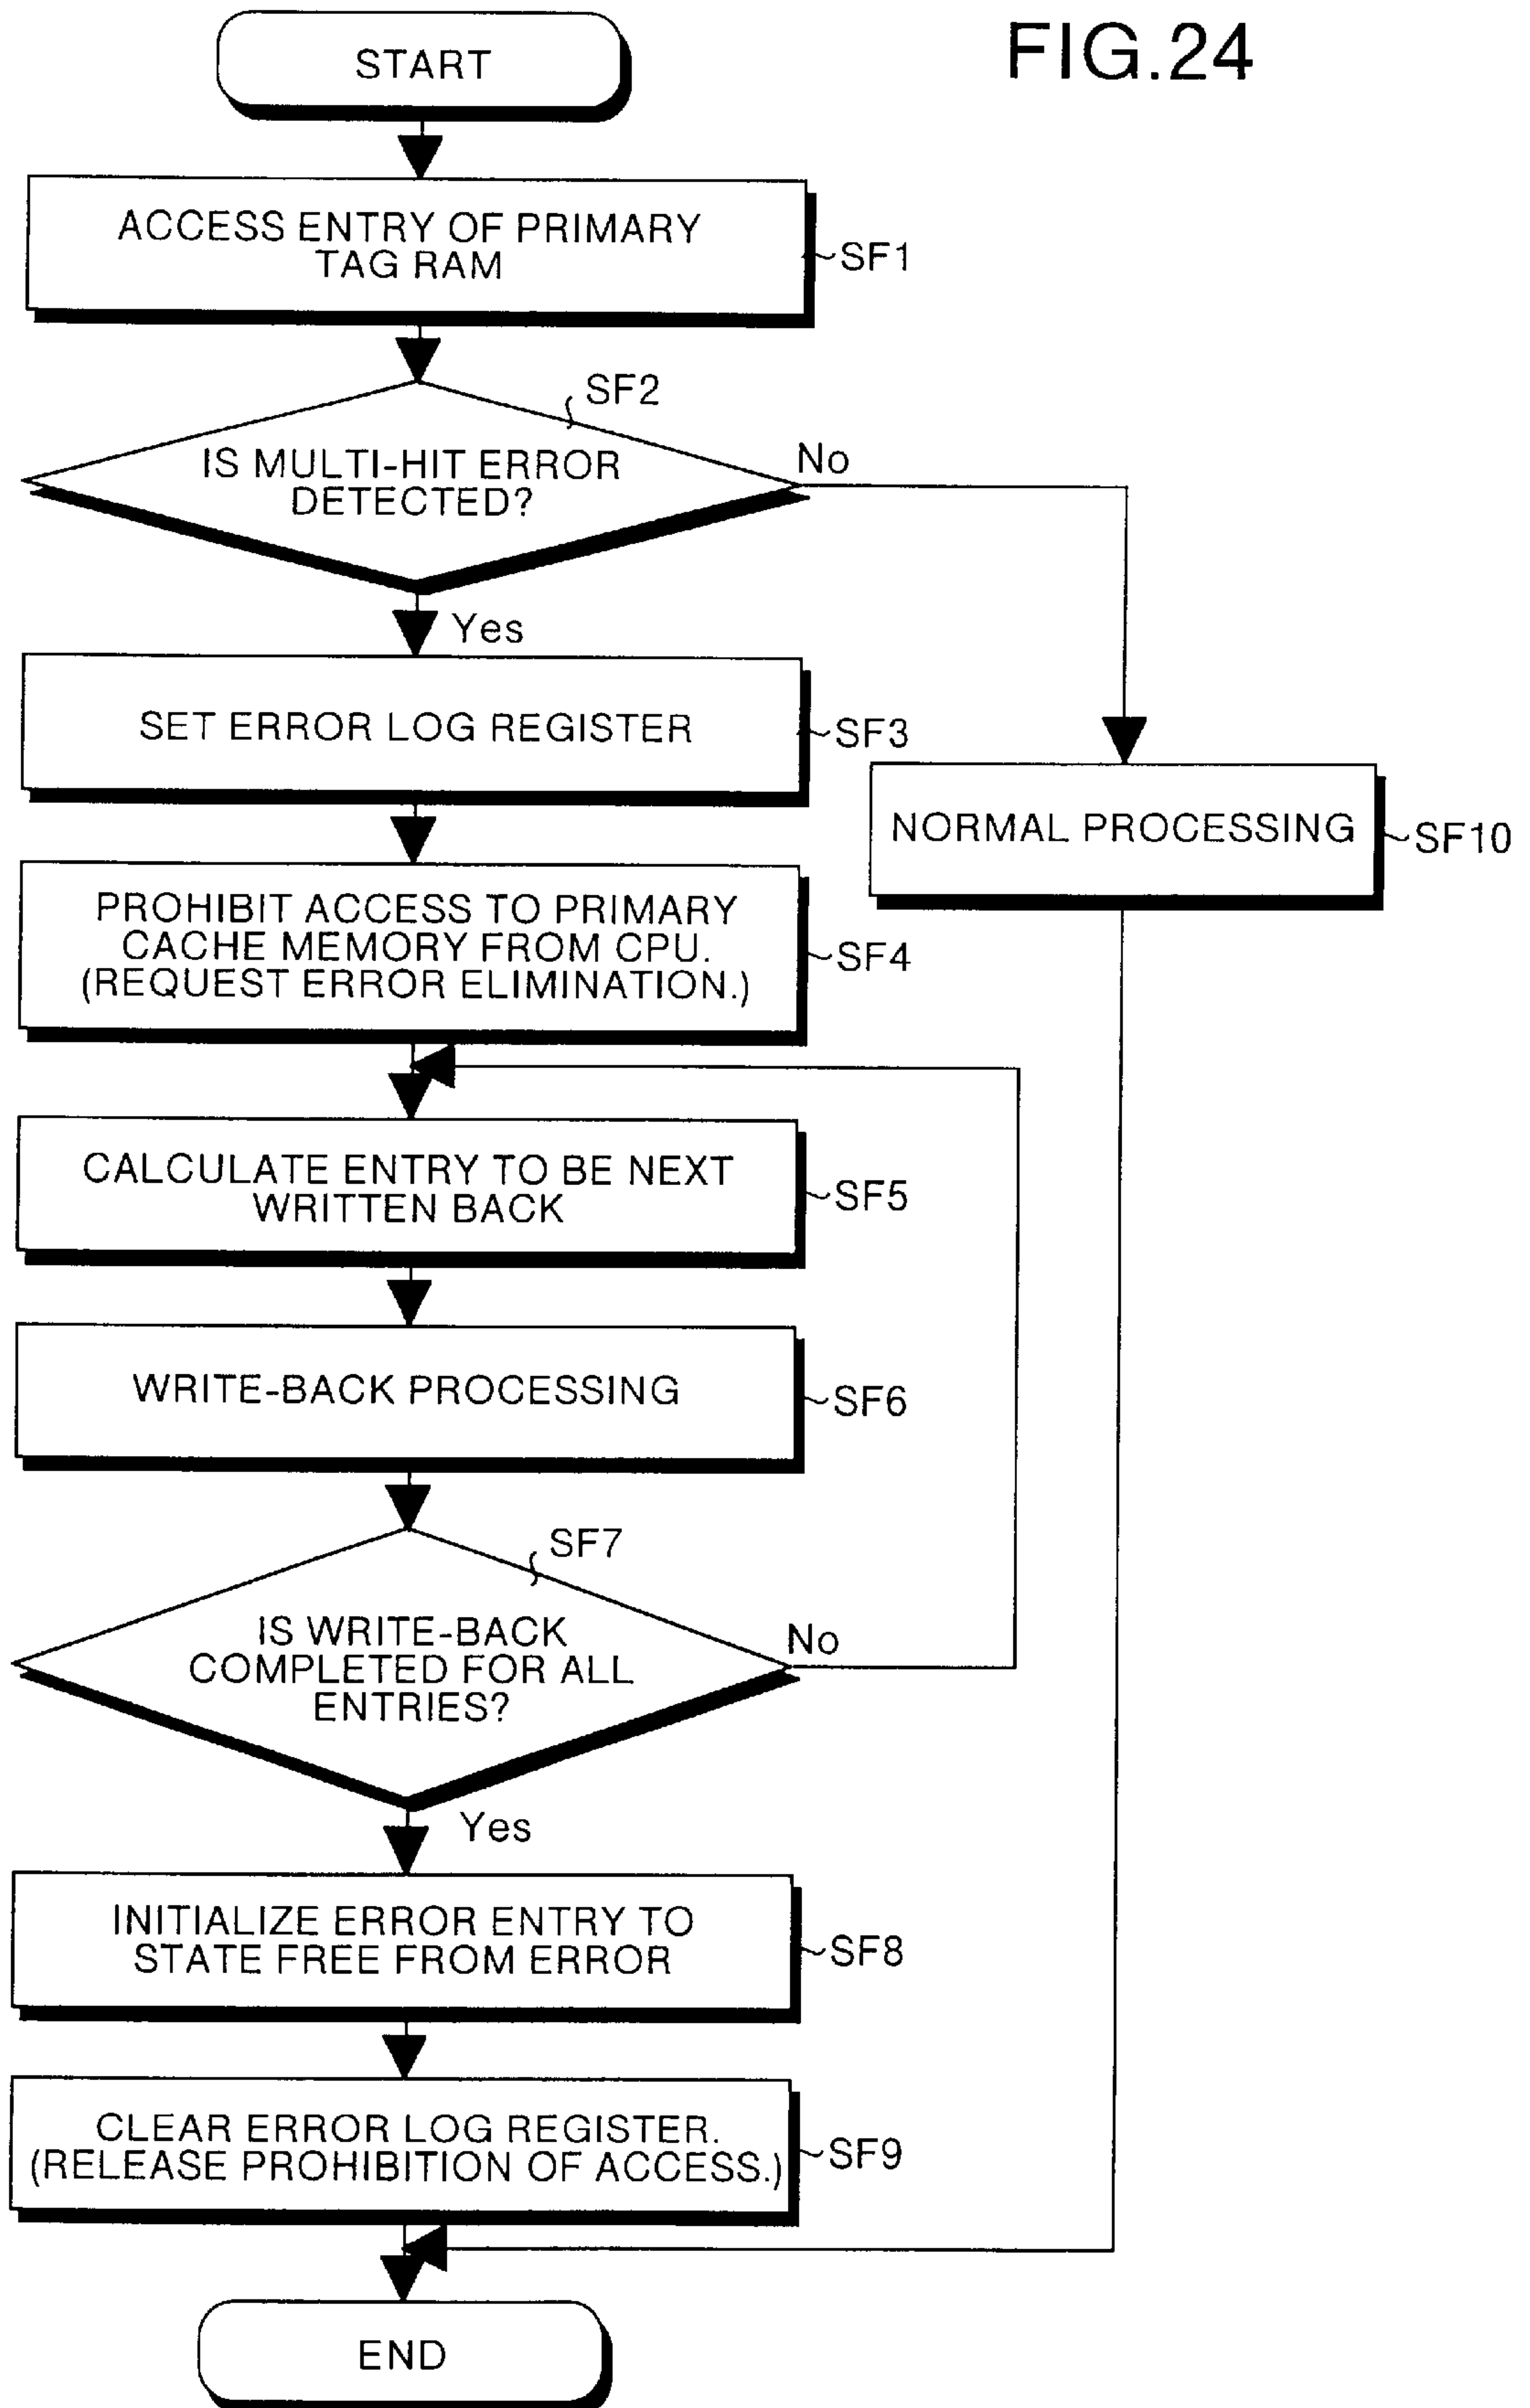 FIG.24
START
ACCESS ENTRY OF PRIMARY
TAG RAM
SF1
SF2
IS MULTI-HIT ERROR
DETECTED?
No
Yes
SET ERROR LOG REGISTER
SF3
NORMAL PROCESSING
SF10
PROHIBIT ACCESS TO PRIMARY
CACHE MEMORY FROM CPU.
(REQUEST ERROR ELIMINATION.)
SF4
CALCULATE ENTRY TO BE NEXT
WRITTEN BACK
SF5
WRITE-BACK PROCESSING
SF6
SF7
IS WRITE-BACK
COMPLETED FOR ALL
ENTRIES?
No
Yes
INITIALIZE ERROR ENTRY TO
STATE FREE FROM ERROR
SF8
CLEAR ERROR LOG REGISTER.
(RELEASE PROHIBITION OF ACCESS.)
SF9
END